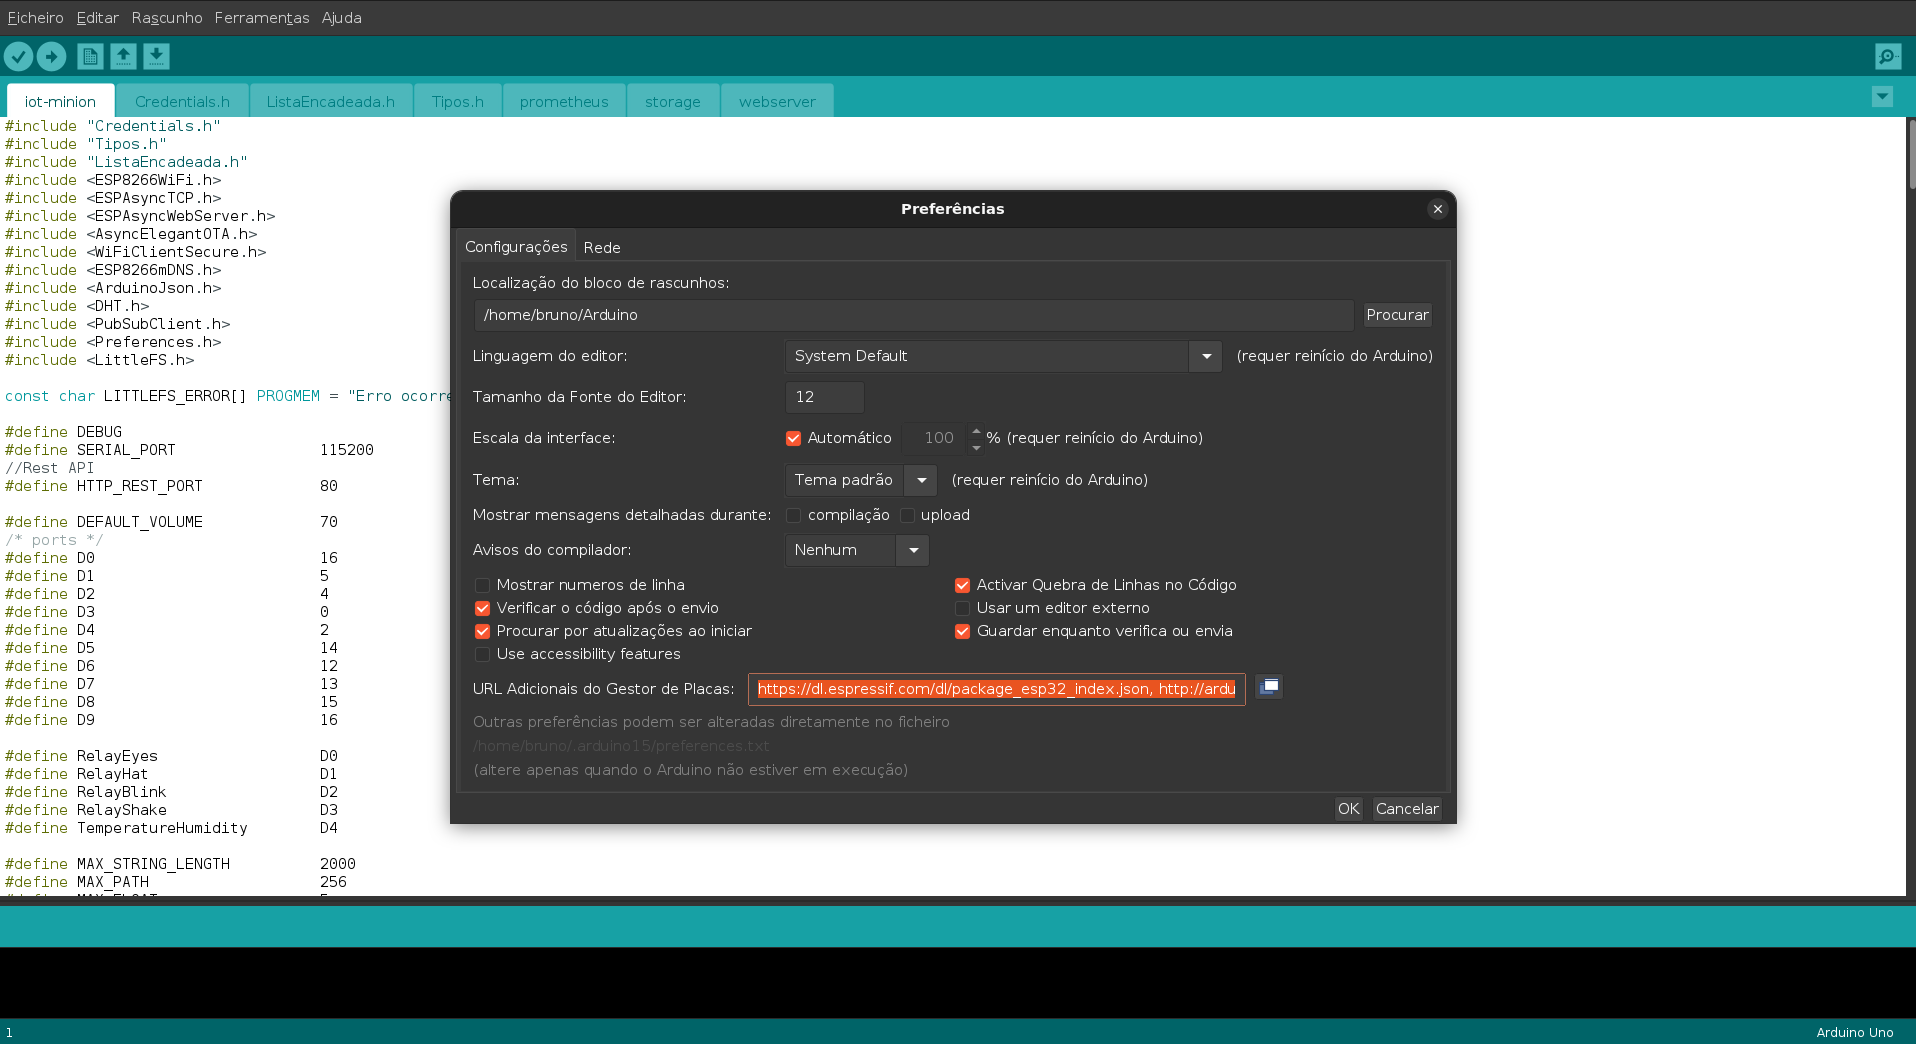 Ficheiro Editar Rascunho Ferramentas Ajuda
iot-minion Credentials.h ListaEncadeada.h Tipos.h prometheus storage webserver
#include "Credentials.h"
#include "Tipos.h"
#include "ListaEncadeada.h"
#include <ESP8266WiFi.h>
#include <ESPAsyncTCP.h>
#include <ESPAsyncWebServer.h>
#include <AsyncElegantOTA.h>
#include <WiFiClientSecure.h>
#include <ESP8266mDNS.h>
#include <ArduinoJson.h>
#include <DHT.h>
#include <PubSubClient.h>
#include <Preferences.h>
#include <LittleFS.h>
const char LITTLEFS_ERROR[] PROGMEM = "Erro ocorre
#define DEBUG
#define SERIAL_PORT 115200
//Rest API
#define HTTP_REST_PORT 80
#define DEFAULT_VOLUME 70
/* ports */
#define D0 16
#define D1 5
#define D2 4
#define D3 0
#define D4 2
#define D5 14
#define D6 12
#define D7 13
#define D8 15
#define D9 16
#define RelayEyes D0
#define RelayHat D1
#define RelayBlink D2
#define RelayShake D3
#define TemperatureHumidity D4
#define MAX_STRING_LENGTH 2000
#define MAX_PATH 256
Preferências
Configurações Rede
Localização do bloco de rascunhos:
/home/bruno/Arduino Procurar
Linguagem do editor: System Default (requer reinício do Arduino)
Tamanho da Fonte do Editor: 12
Escala da interface: Automático 100 % (requer reinício do Arduino)
Tema: Tema padrão (requer reinício do Arduino)
Mostrar mensagens detalhadas durante: compilação upload
Avisos do compilador: Nenhum
Mostrar numeros de linha Activar Quebra de Linhas no Código
Verificar o código após o envio Usar um editor externo
Procurar por atualizações ao iniciar Guardar enquanto verifica ou envia
Use accessibility features
URL Adicionais do Gestor de Placas: https://dl.espressif.com/dl/package_esp32_index.json, http://ardu
Outras preferências podem ser alteradas diretamente no ficheiro
/home/bruno/.arduino15/preferences.txt
(altere apenas quando o Arduino não estiver em execução)
OK Cancelar
1 Arduino Uno